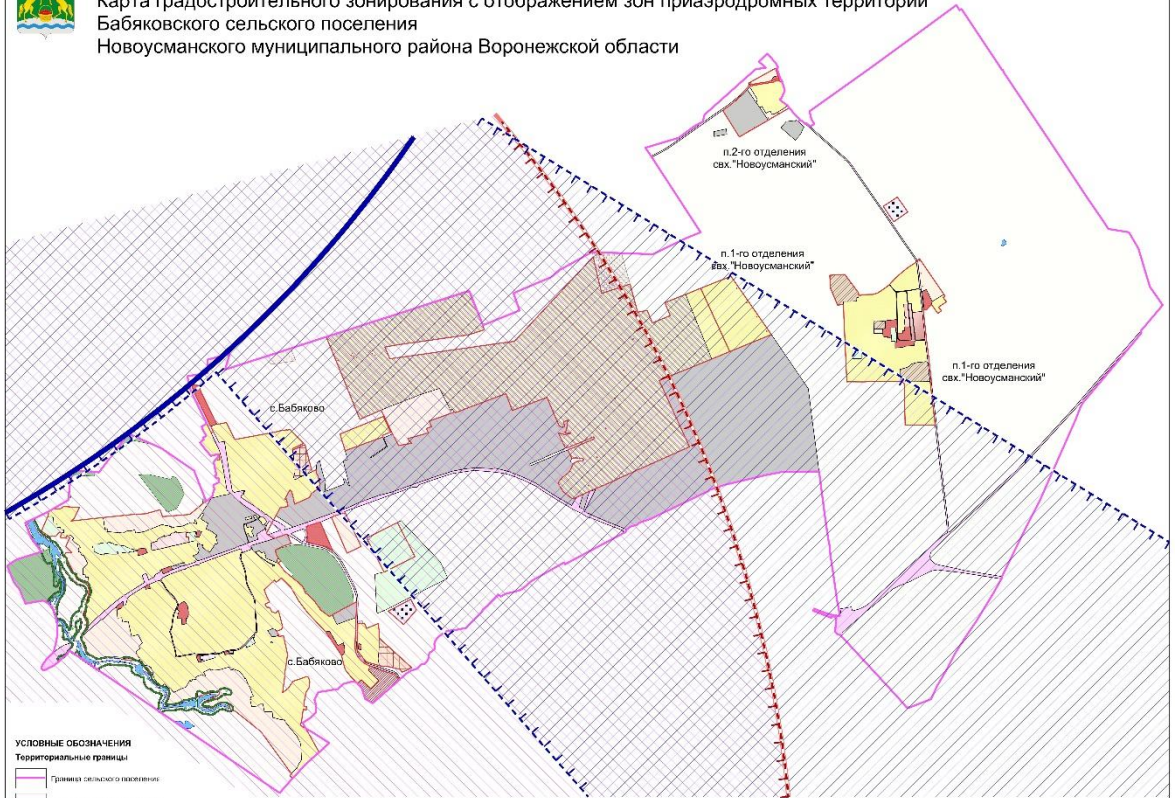 Карта градостроительного зонирования с отображением зон приаэродромных территорий
Бабяковского сельского поселения
Новоусманского муниципального района Воронежской области
п.2-го отделения
свх."Новоусманский"
п.1-го отделения
свх."Новоусманский"
п.1-го отделения
свх."Новоусманский"
с.Бабяково
с.Бабяково
УСЛОВНЫЕ ОБОЗНАЧЕНИЯ
Территориальные границы
Граница сельского поселения